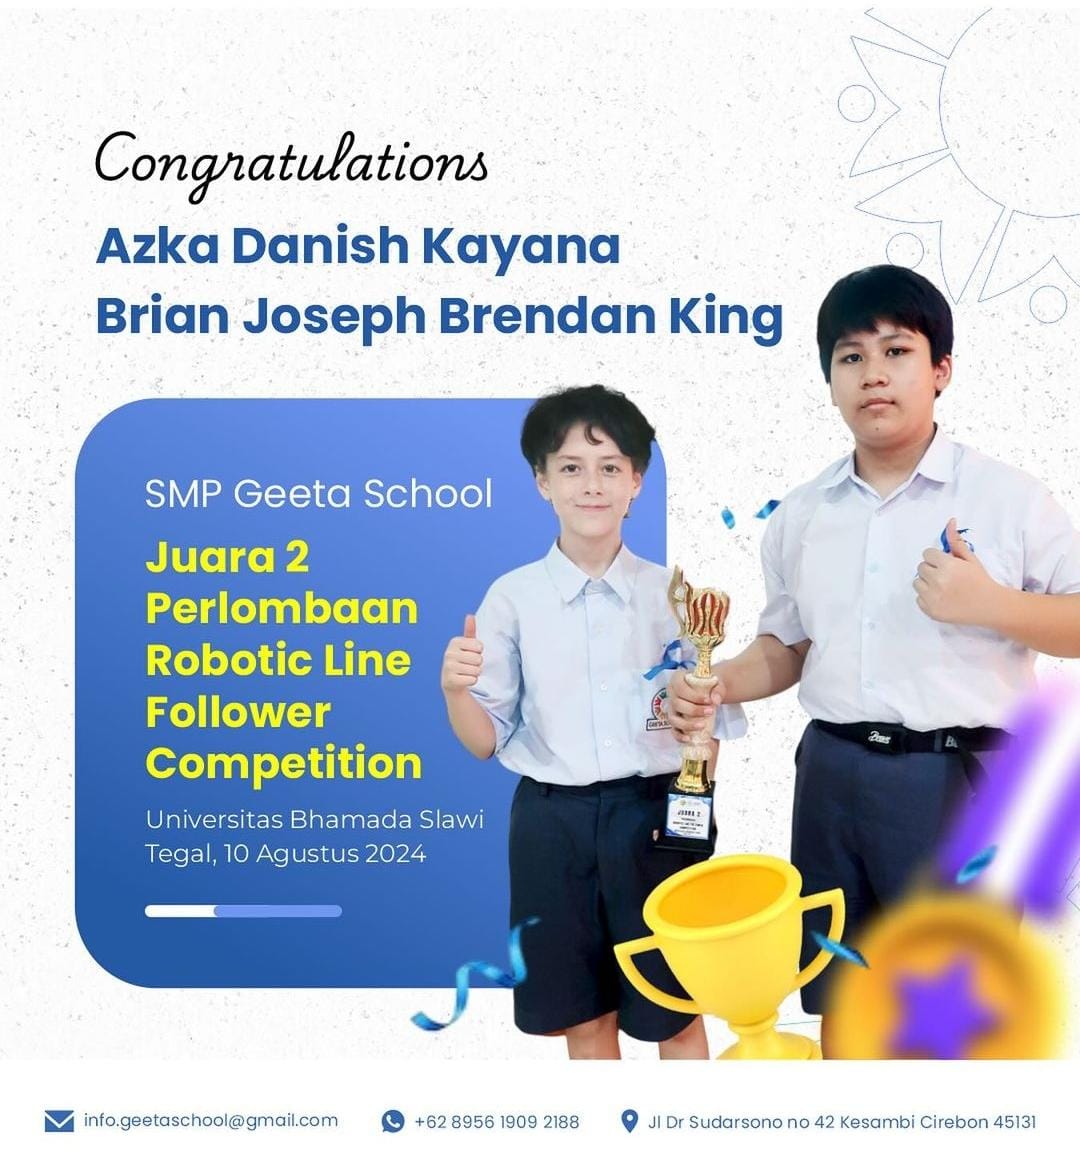 Congratulations
Azka Danish Kayana
Brian Joseph Brendan King
SMP Geeta School
Juara 2
Perlombaan
Robotic Line
Follower
Competition
Universitas Bhamada Slawi
Tegal, 10 Agustus 2024
JUARA 2
info.geetaschool@gmail.com
+62 8956 1909 2188
Jl Dr Sudarsono no 42 Kesambi Cirebon 45131